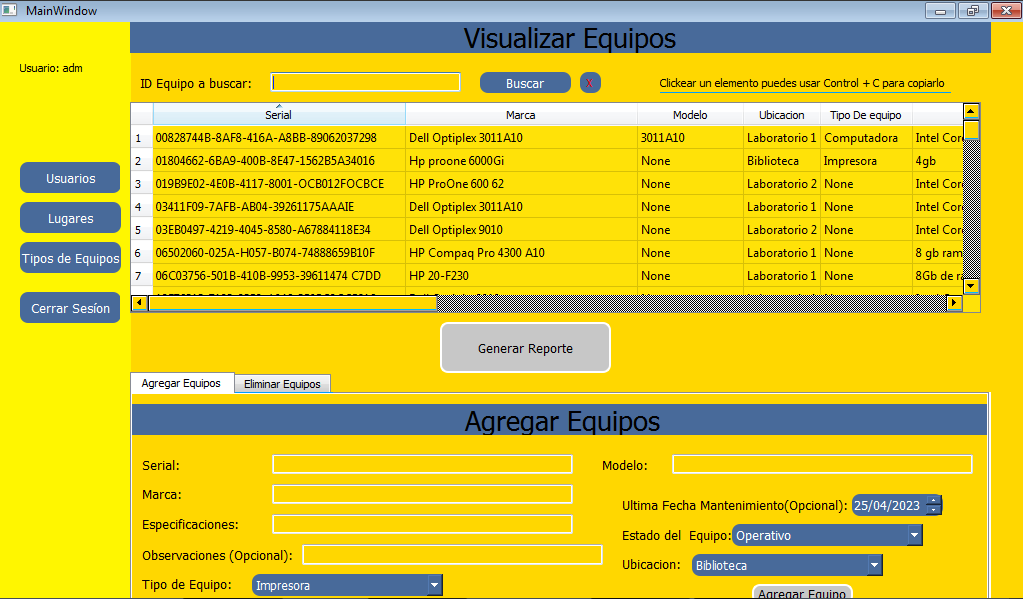 MainWindow
Visualizar Equipos
Usuario: adm
ID Equipo a buscar: Buscar X Clickear un elemento puedes usar Control + C para copiarlo
Serial Marca Modelo Ubicacion Tipo De equipo
1 00828744B-8AF8-416A-A8BB-89062037298 Dell Optiplex 3011A10 3011A10 Laboratorio 1 Computadora Intel Cor
2 01804662-6BA9-400B-8E47-1562B5A34016 Hp proone 6000Gi None Biblioteca Impresora 4gb
3 019B9E02-4E0B-4117-8001-OCB012FOCBCE HP ProOne 600 62 None Laboratorio 2 None Intel Cor
4 03411F09-7AFB-AB04-39261175AAAIE Dell Optiplex 3011A10 None Laboratorio 1 None Intel Cor
5 03EB0497-4219-4045-8580-A67884118E34 Dell Optiplex 9010 None Laboratorio 2 None Intel Cor
6 06502060-025A-H057-B074-74888659B10F HP Compaq Pro 4300 A10 None Laboratorio 1 None 8 gb ram
7 06C03756-501B-410B-9953-39611474 C7DD HP 20-F230 None Laboratorio 1 None 8Gb de ra
Usuarios
Lugares
Tipos de Equipos
Cerrar Sesíon
Generar Reporte
Agregar Equipos Eliminar Equipos
Agregar Equipos
Serial: Modelo:
Marca:
Ultima Fecha Mantenimiento(Opcional): 25/04/2023
Especificaciones:
Estado del Equipo: Operativo
Observaciones (Opcional):
Ubicacion: Biblioteca
Tipo de Equipo: Impresora
Agregar Equipo